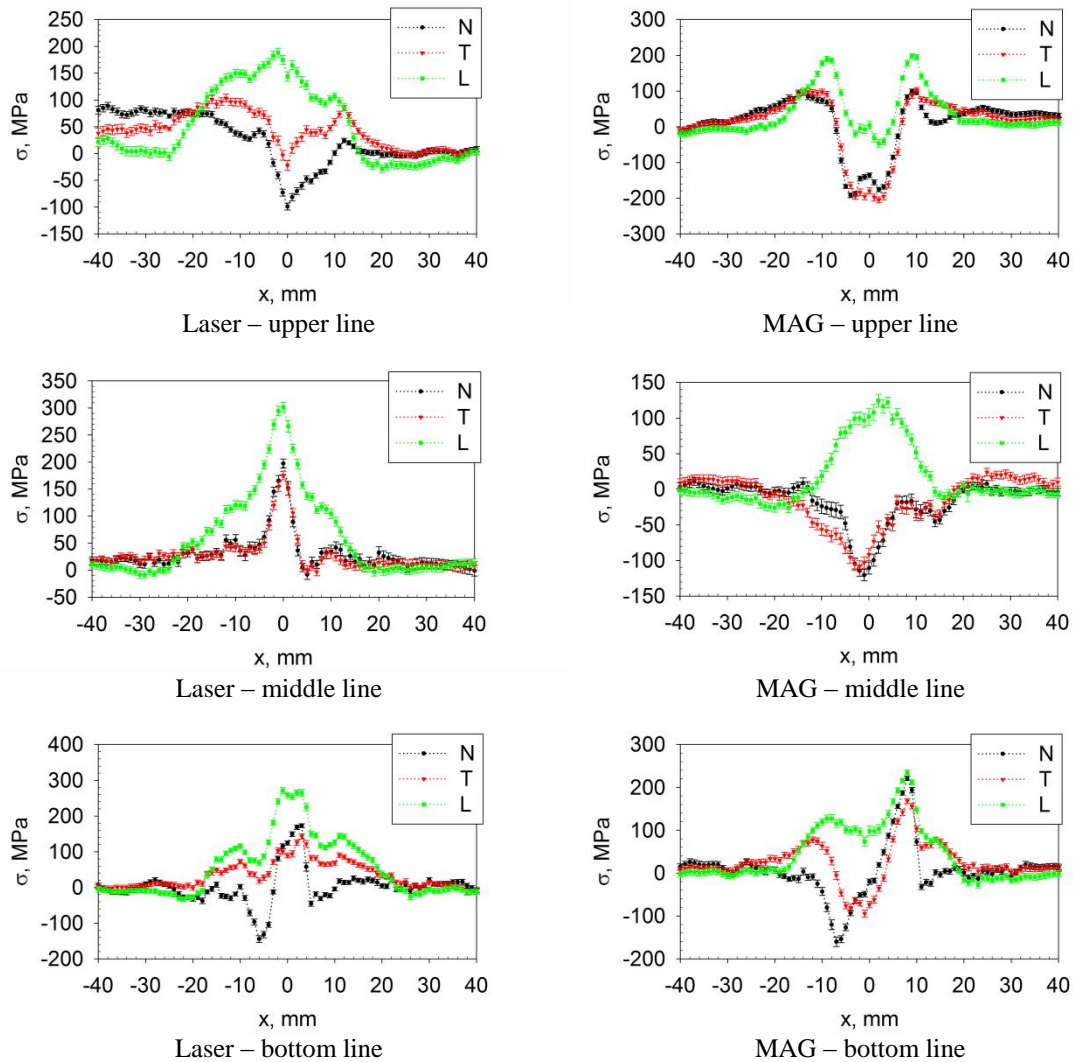 250
200
150
100
50
0
-50
-100
-150
σ, MPa
-40 -30 -20 -10 0 10 20 30 40
x, mm
N
T
L
Laser – upper line
300
200
100
0
-100
-200
-300
σ, MPa
-40 -30 -20 -10 0 10 20 30 40
x, mm
N
T
L
MAG – upper line
350
300
250
200
150
100
50
0
-50
σ, MPa
-40 -30 -20 -10 0 10 20 30 40
x, mm
N
T
L
Laser – middle line
150
100
50
0
-50
-100
-150
σ, MPa
-40 -30 -20 -10 0 10 20 30 40
x, mm
N
T
L
MAG – middle line
400
300
200
100
0
-100
-200
σ, MPa
-40 -30 -20 -10 0 10 20 30 40
x, mm
N
T
L
Laser – bottom line
300
200
100
0
-100
-200
σ, MPa
-40 -30 -20 -10 0 10 20 30 40
x, mm
N
T
L
MAG – bottom line